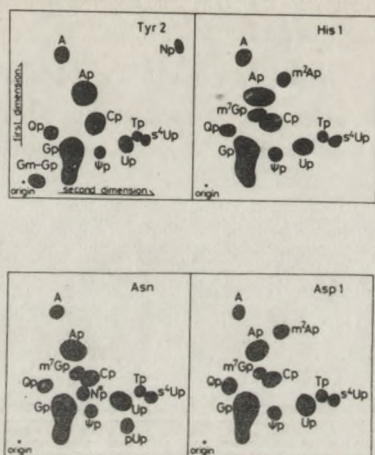 Tyr 2
A
Np
Ap
Cp
Qp
Tp
s⁴Up
Gp
ψp
Up
Gm-Gp
origin
first dimension
second dimension
His 1
A
Ap
m²Ap
m⁷Gp
Cp
Qp
Tp
s⁴Up
Gp
ψp
Up
origin
Asn
A
Ap
m⁷Gp
Cp
Qp
Tp
s⁴Up
Gp
Up
ψp
pUp
origin
Asp 1
A
m²Ap
Ap
m⁷Gp
Cp
Qp
Tp
s⁴Up
Gp
ψp
Up
origin